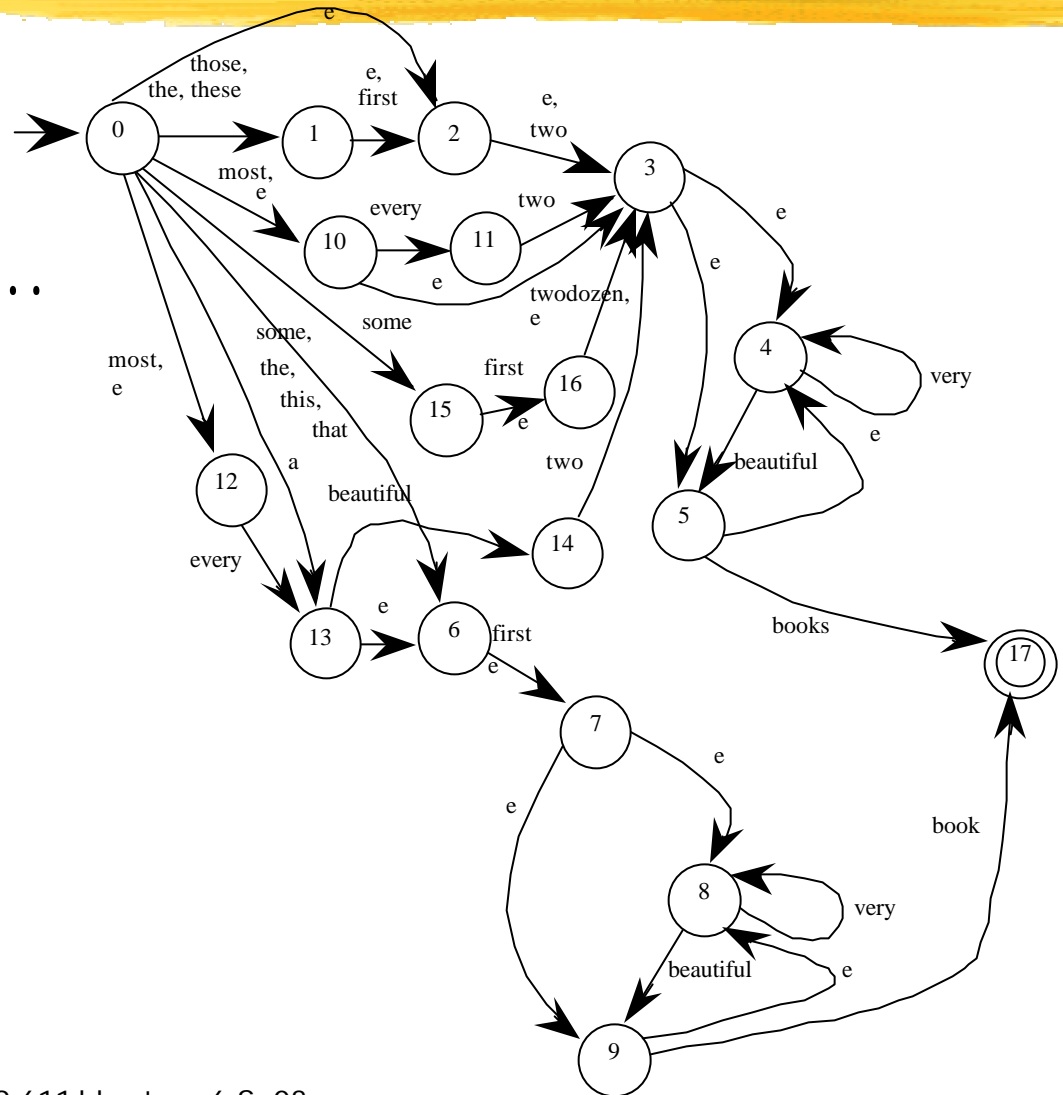 e
those,
the, these
e,
first
e,
two
0
1
2
3
most,
e
every
two
10
11
e
e
e
twodozen,
e
some
some,
the,
this,
that
4
very
e
most,
e
first
16
15
e
beautiful
two
a
12
beautiful
5
14
every
e
13
6
first
e
books
17
7
e
e
book
8
very
beautiful
e
9